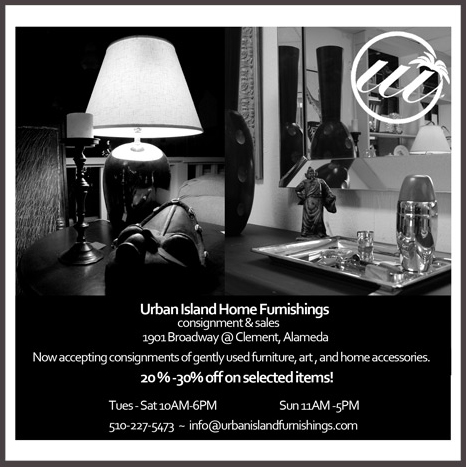 ui
Urban Island Home Furnishings
consignment & sales
1901 Broadway @ Clement, Alameda
Now accepting consignments of gently used furniture, art , and home accessories.
20 % -30% off on selected items!
Tues - Sat 10AM-6PM Sun 11AM -5PM
510-227-5473 ~ info@urbanislandfurnishings.com